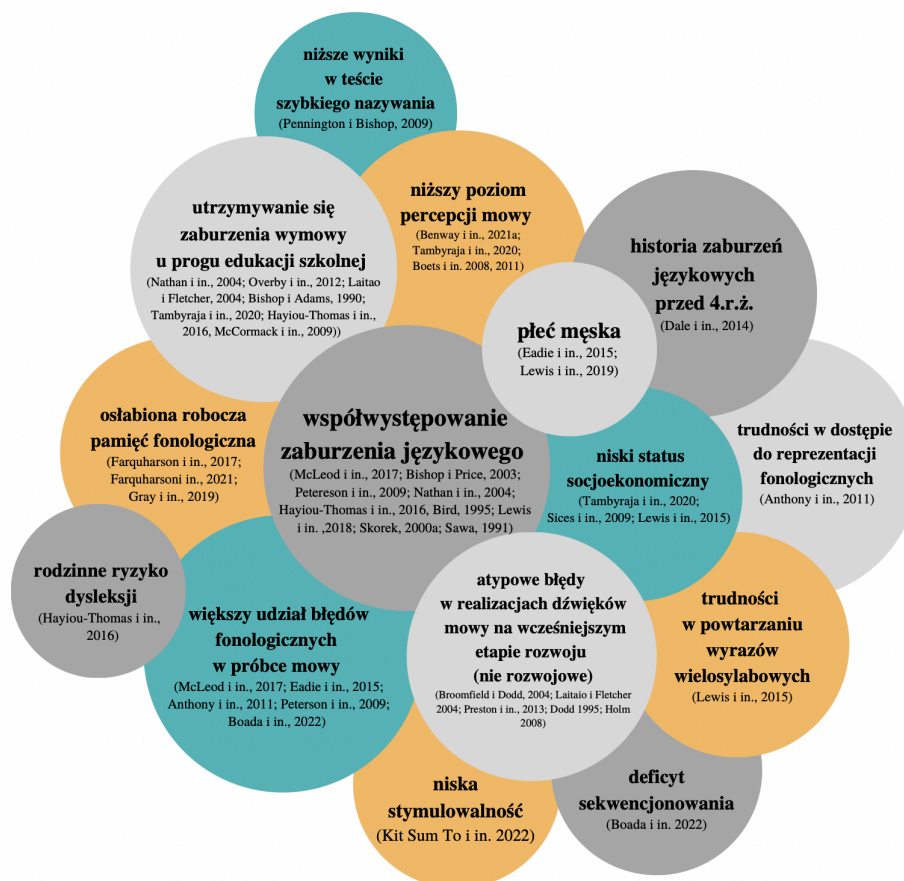 niższe wyniki
w teście
szybkiego nazywania
(Pennington i Bishop, 2009)
utrzymywanie się
zaburzenia wymowy
u progu edukacji szkolnej
(Nathan i in., 2004; Overby i in., 2012; Laitao
i Fletcher, 2004; Bishop i Adams, 1990;
Tambyraja i in., 2020; Hayiou-Thomas i in.,
2016, McCormack i in., 2009))
niższy poziom
percepcji mowy
(Benway i in., 2021a;
Tambyraja i in., 2020;
Boets i in. 2008, 2011)
historia zaburzeń
językowych
przed 4.r.ż.
(Dale i in., 2014)
płeć męska
(Eadie i in., 2015;
Lewis i in., 2019)
osłabiona robocza
pamięć fonologiczna
(Farquharson i in., 2017;
Farquharsoni in., 2021;
Gray i in., 2019)
współwystępowanie
zaburzenia językowego
(McLeod i in., 2017; Bishop i Price, 2003;
Petereson i in., 2009; Nathan i in., 2004;
Hayiou-Thomas i in., 2016, Bird, 1995; Lewis
i in. ,2018; Skorek, 2000a; Sawa, 1991)
niski status
socjoekonomiczny
(Tambyraja i in., 2020;
Sices i in., 2009; Lewis i in., 2015)
trudności w dostępie
do reprezentacji
fonologicznych
(Anthony i in., 2011)
rodzinne ryzyko
dysleksji
(Hayiou-Thomas i in.,
2016)
większy udział błędów
fonologicznych
w próbce mowy
(McLeod i in., 2017; Eadie i in., 2015;
Anthony i in., 2011; Peterson i in., 2009;
Boada i in., 2022)
atypowe błędy
w realizacjach dźwięków
mowy na wcześniejszym
etapie rozwoju
(nie rozwojowe)
(Broomfield i Dodd, 2004; Laitaio i Fletcher
2004; Preston i in., 2013; Dodd 1995; Holm
2008)
trudności
w powtarzaniu
wyrazów
wielosylabowych
(Lewis i in., 2015)
niska
stymulowalność
(Kit Sum To i in. 2022)
deficyt
sekwencjonowania
(Boada i in. 2022)